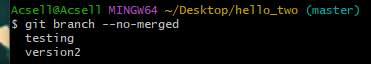 Acsell@Acsell MINGW64 ~/Desktop/hello_two (master)
$ git branch --no-merged
  testing
  version2